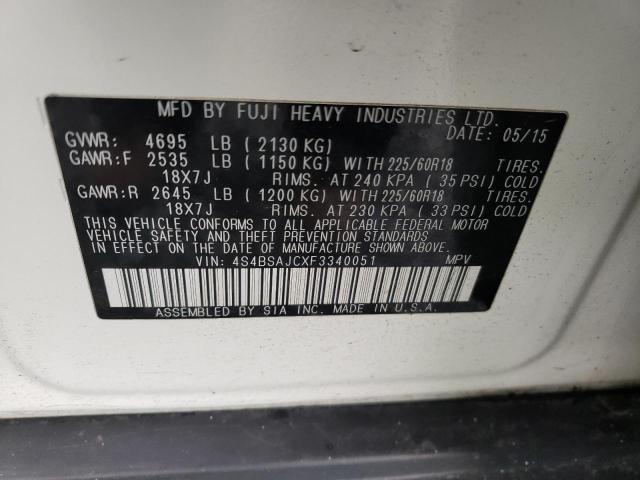 MFD BY FUJI HEAVY INDUSTRIES LTD.
DATE: 05/15
GVWR: 4695 LB ( 2130 KG)
GAWR:F 2535 LB ( 1150 KG) WITH 225/60R18 TIRES.
18X7J RIMS. AT 240 KPA ( 35 PSI) COLD
GAWR:R 2645 LB ( 1200 KG) WITH 225/60R18 TIRES.
18X7J RIMS. AT 230 KPA ( 33 PSI) COLD
THIS VEHICLE CONFORMS TO ALL APPLICABLE FEDERAL MOTOR
VEHICLE SAFETY AND THEFT PREVENTION STANDARDS
IN EFFECT ON THE DATE OF MANUFACTURE SHOWN ABOVE.
VIN: 4S4BSAJCXF3340051 MPV
ASSEMBLED BY SIA INC. MADE IN U.S.A.